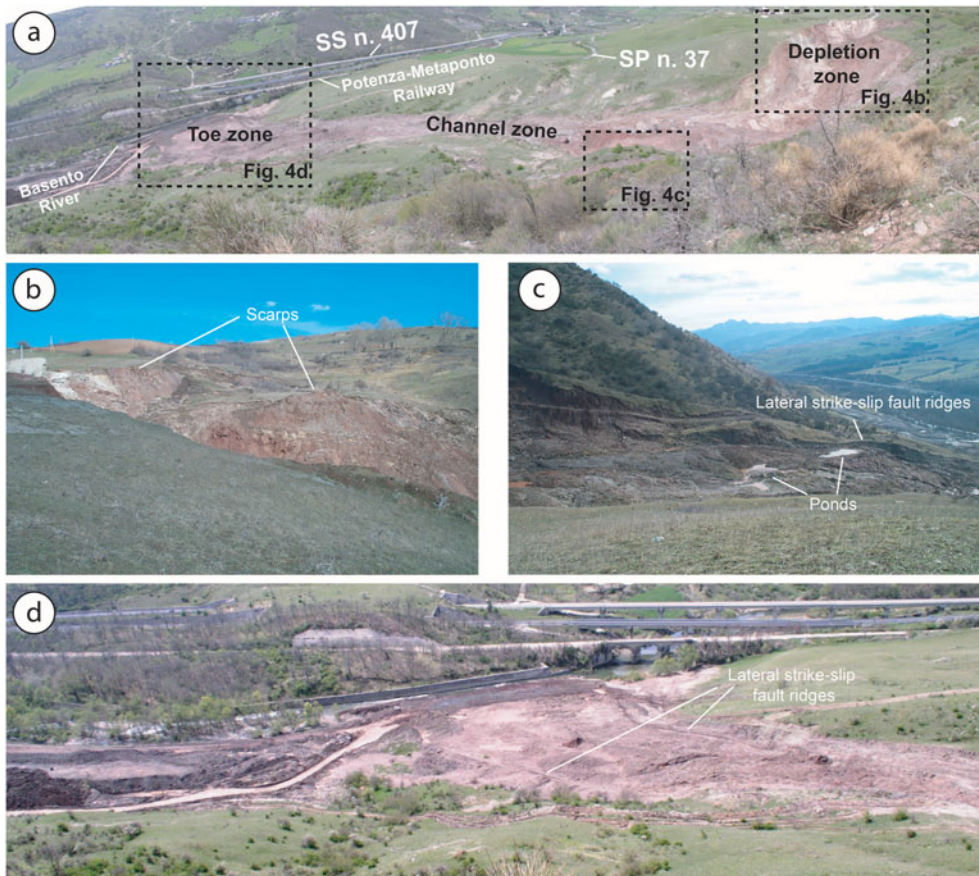 a
SS n. 407
Potenza-Metaponto
Railway
SP n. 37
Depletion
zone
Fig. 4b
Toe zone
Channel zone
Fig. 4d
Fig. 4c
Basento
River
b
Scarps
c
Lateral strike-slip fault ridges
Ponds
d
Lateral strike-slip
fault ridges